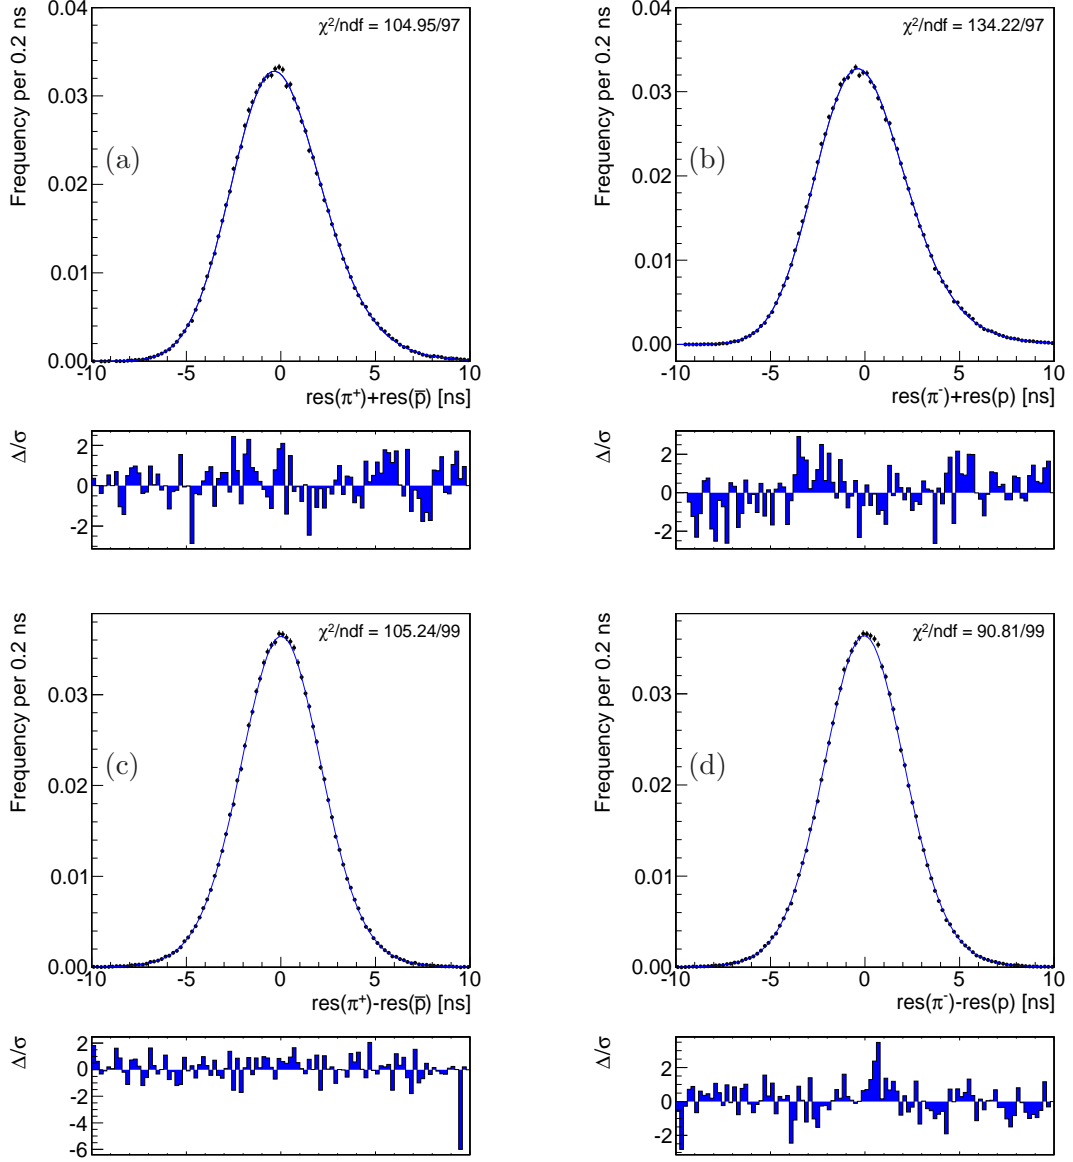 Frequency per 0.2 ns
0.04
0.03
0.02
0.01
0.00
χ²/ndf = 104.95/97
(a)
-10 -5 0 5 10
res(π⁺)+res(p̅) [ns]
Δ/σ
2
0
-2
Frequency per 0.2 ns
0.04
0.03
0.02
0.01
0.00
χ²/ndf = 134.22/97
(b)
-10 -5 0 5 10
res(π⁻)+res(p) [ns]
Δ/σ
2
0
-2
Frequency per 0.2 ns
0.03
0.02
0.01
0.00
χ²/ndf = 105.24/99
(c)
-10 -5 0 5 10
res(π⁺)-res(p̅) [ns]
Δ/σ
2
0
-2
-4
-6
Frequency per 0.2 ns
0.03
0.02
0.01
0.00
χ²/ndf = 90.81/99
(d)
-10 -5 0 5 10
res(π⁻)-res(p) [ns]
Δ/σ
2
0
-2